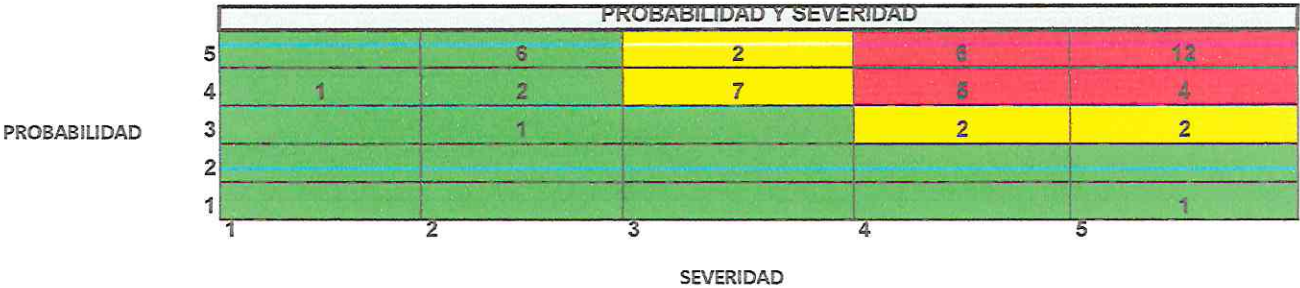 PROBABILIDAD Y SEVERIDAD
5 6 2 6 12
4 1 2 7 4
PROBABILIDAD 3 1 2 2
2
1 1
1 2 3 4 5
SEVERIDAD